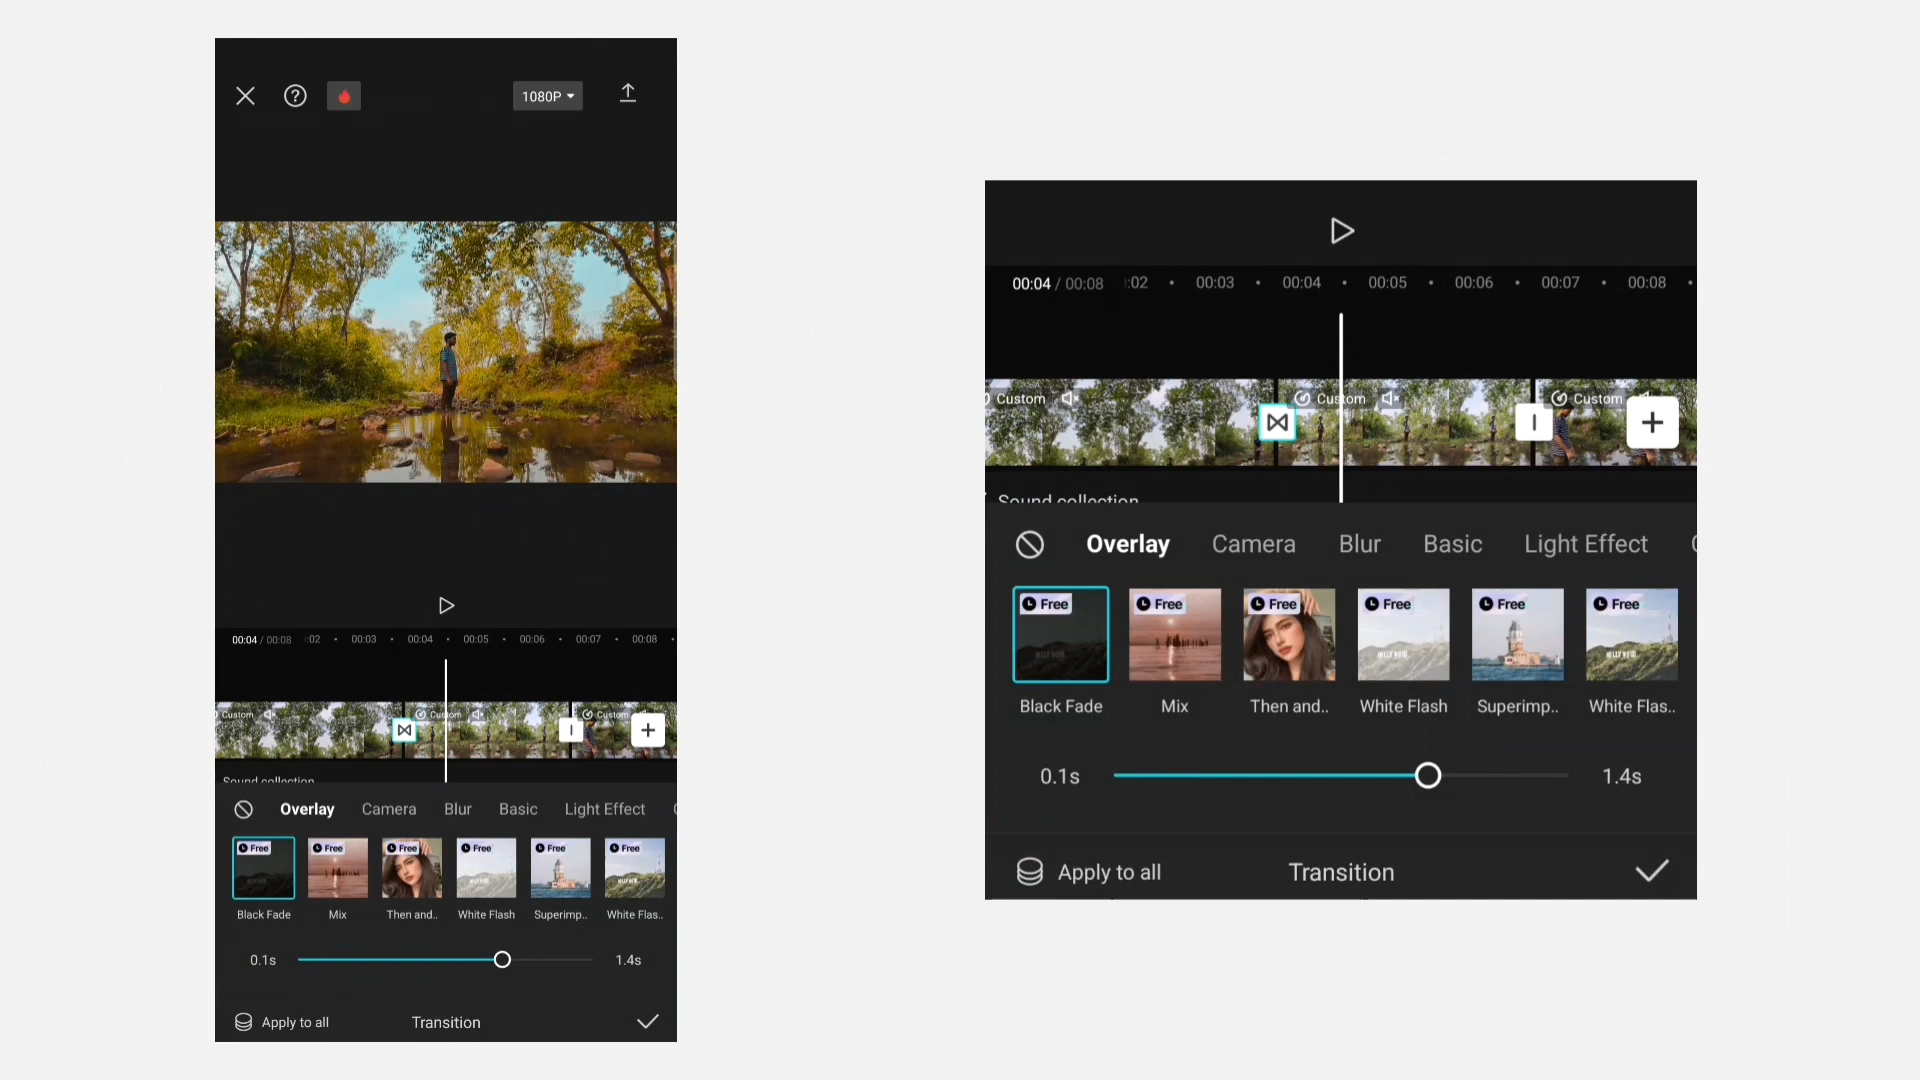 1080P
00:04 / 00:08 :02 00:03 00:04 00:05 00:06 00:07 00:08
Custom Custom Custom
Sound collection
Overlay Camera Blur Basic Light Effect
Free Free Free Free Free Free
Black Fade Mix Then and.. White Flash Superimp.. White Flas..
0.1s 1.4s
Apply to all Transition
00:04 / 00:08 :02 00:03 00:04 00:05 00:06 00:07 00:08
Custom Custom Custom
Sound collection
Overlay Camera Blur Basic Light Effect
Free Free Free Free Free Free
Black Fade Mix Then and.. White Flash Superimp.. White Flas..
0.1s 1.4s
Apply to all Transition